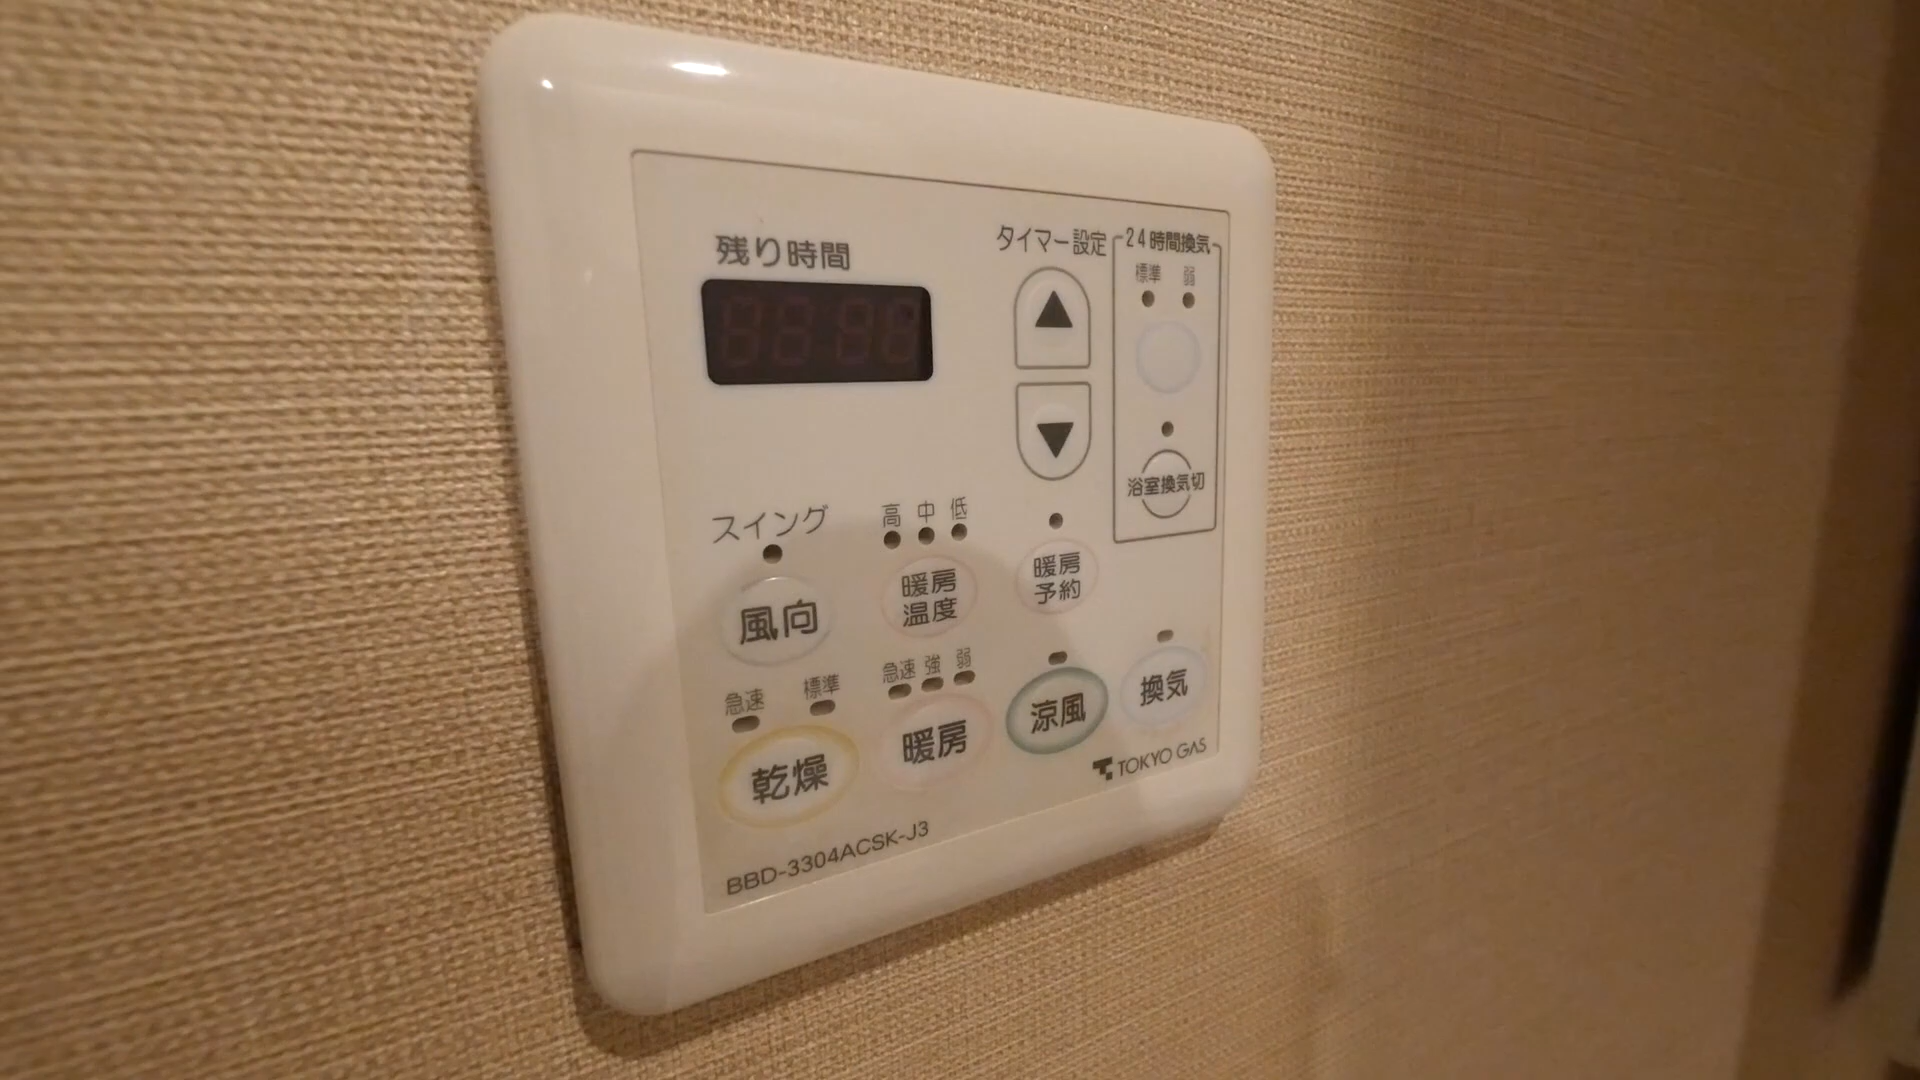 残り時間
タイマー設定
24時間換気
標準 弱
浴室換気切
スイング
風向
高 中 低
暖房
温度
暖房
予約
急速 標準
乾燥
急速 強 弱
暖房
涼風
換気
TOKYO GAS
BBD-3304ACSK-J3